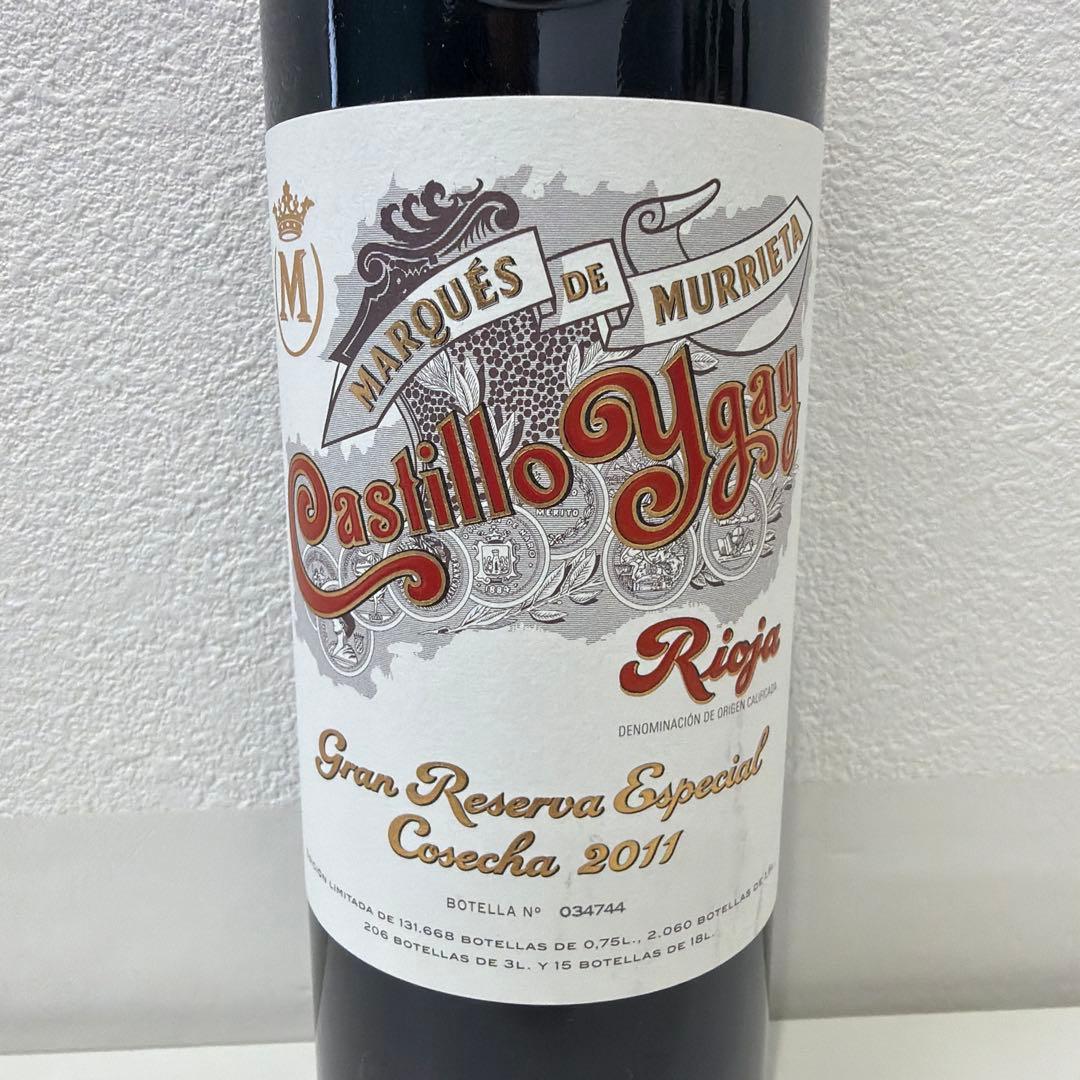 M
MARQUÉS DE MURRIETA
Castillo Ygay
MERITO
1884
Rioja
DENOMINACIÓN DE ORIGEN CALIFICADA
Gran Reserva Especial
Cosecha 2011
BOTELLA Nº 034744
LIMITADA DE 131.668 BOTELLAS DE 0,75L., 2.060 BOTELLAS DE
206 BOTELLAS DE 3L. Y 15 BOTELLAS DE 18L.